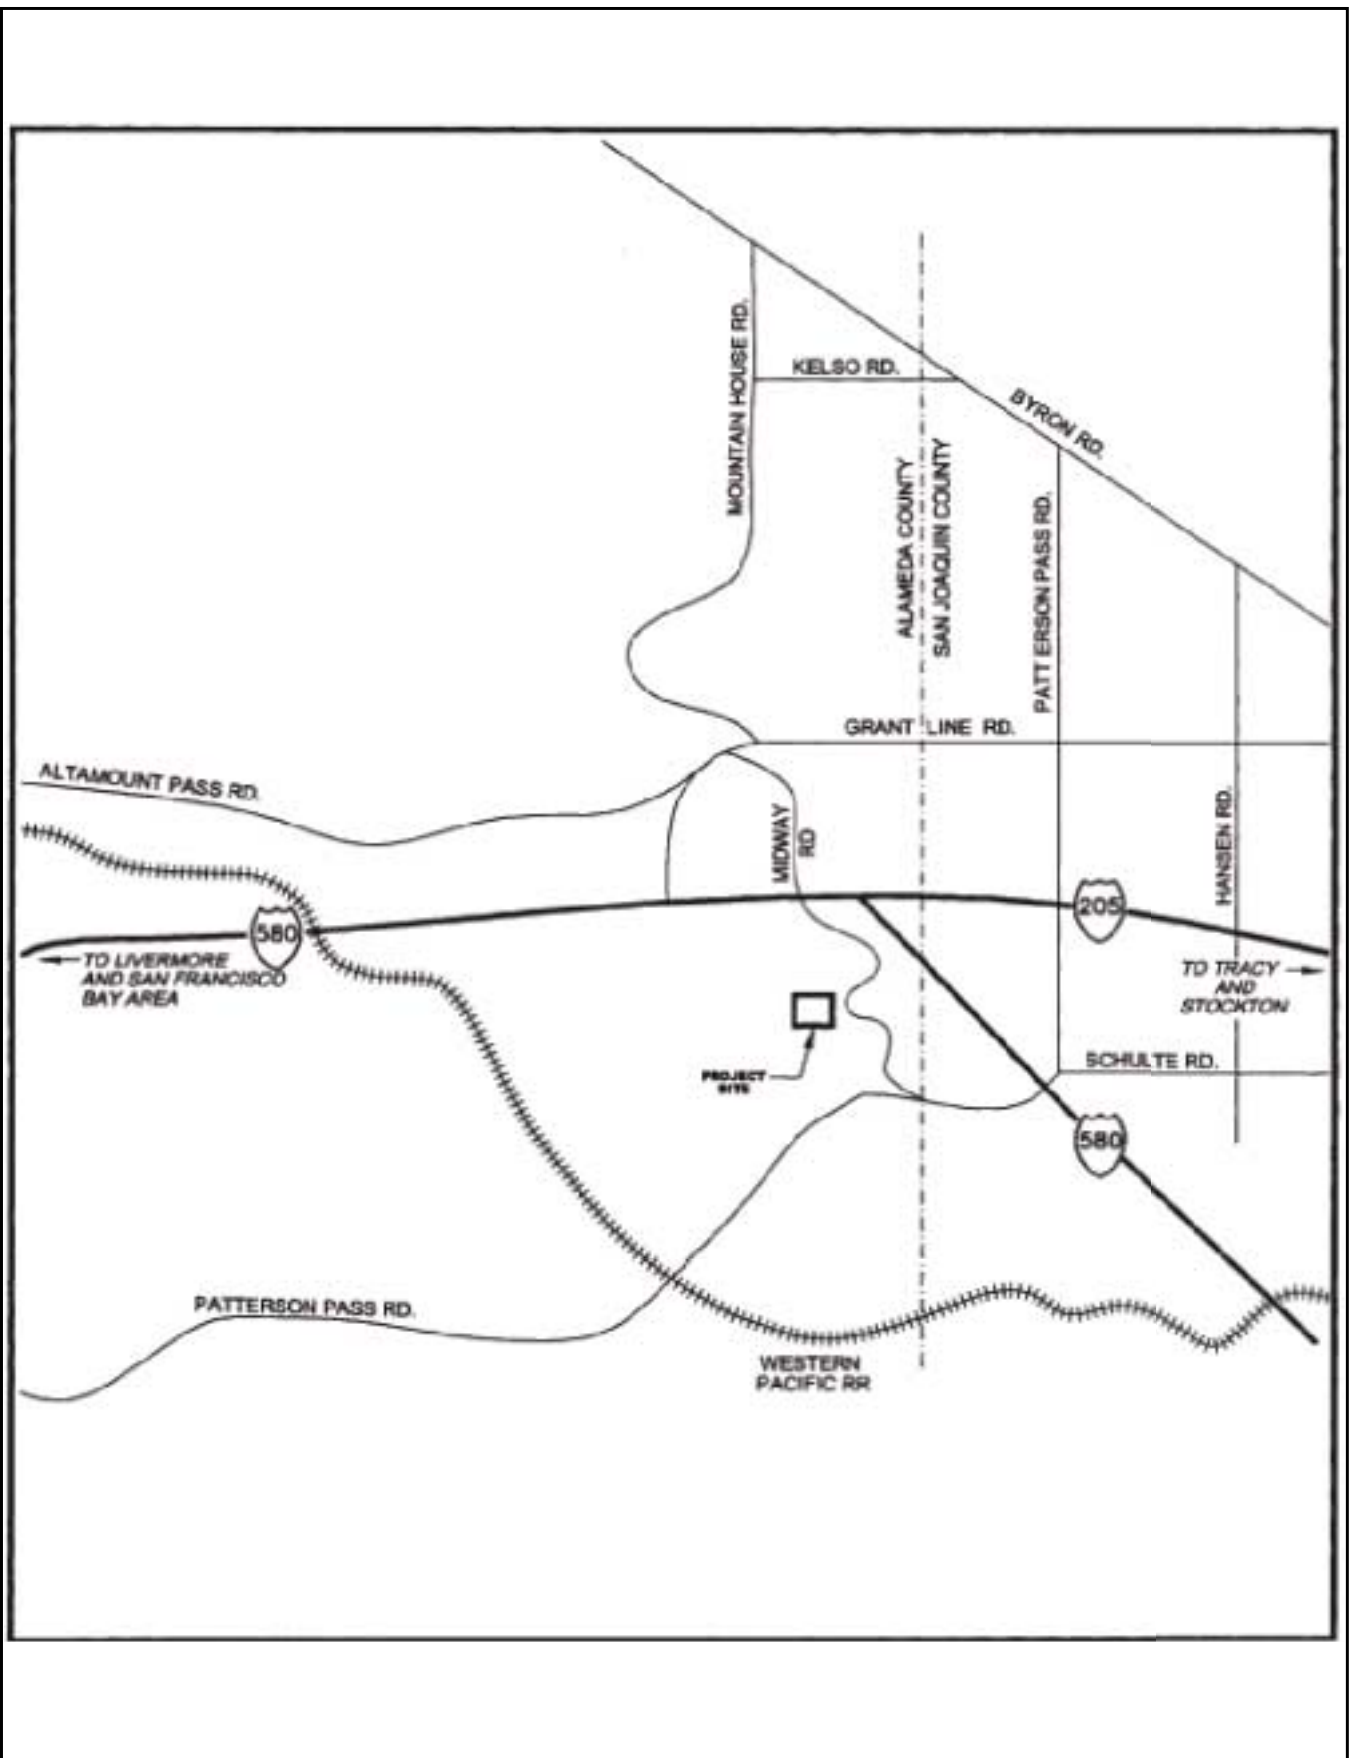 MOUNTAIN HOUSE RD.
KELSO RD.
BYRON RD.
ALAMEDA COUNTY
SAN JOAQUIN COUNTY
PATT ERSON PASS RD.
GRANT LINE RD.
ALTAMOUNT PASS RD.
MIDWAY
RD
HANSEN RD.
205
580
TO LIVERMORE
AND SAN FRANCISCO
BAY AREA
TO TRACY
AND
STOCKTON
PROJECT
SITE
SCHULTE RD.
580
PATTERSON PASS RD.
WESTERN
PACIFIC RR